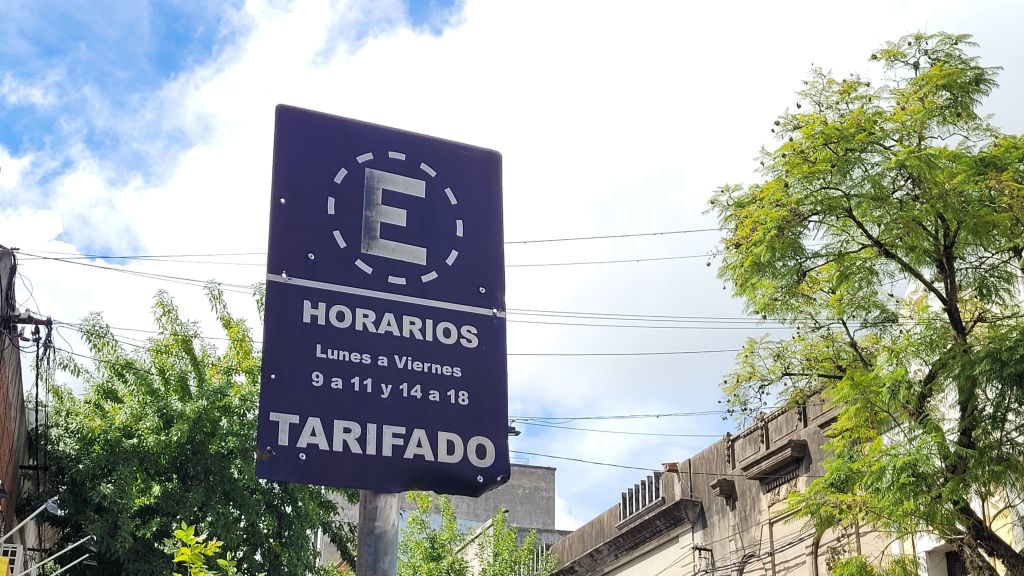 E
HORARIOS
Lunes a Viernes
9 a 11 y 14 a 18
TARIFADO